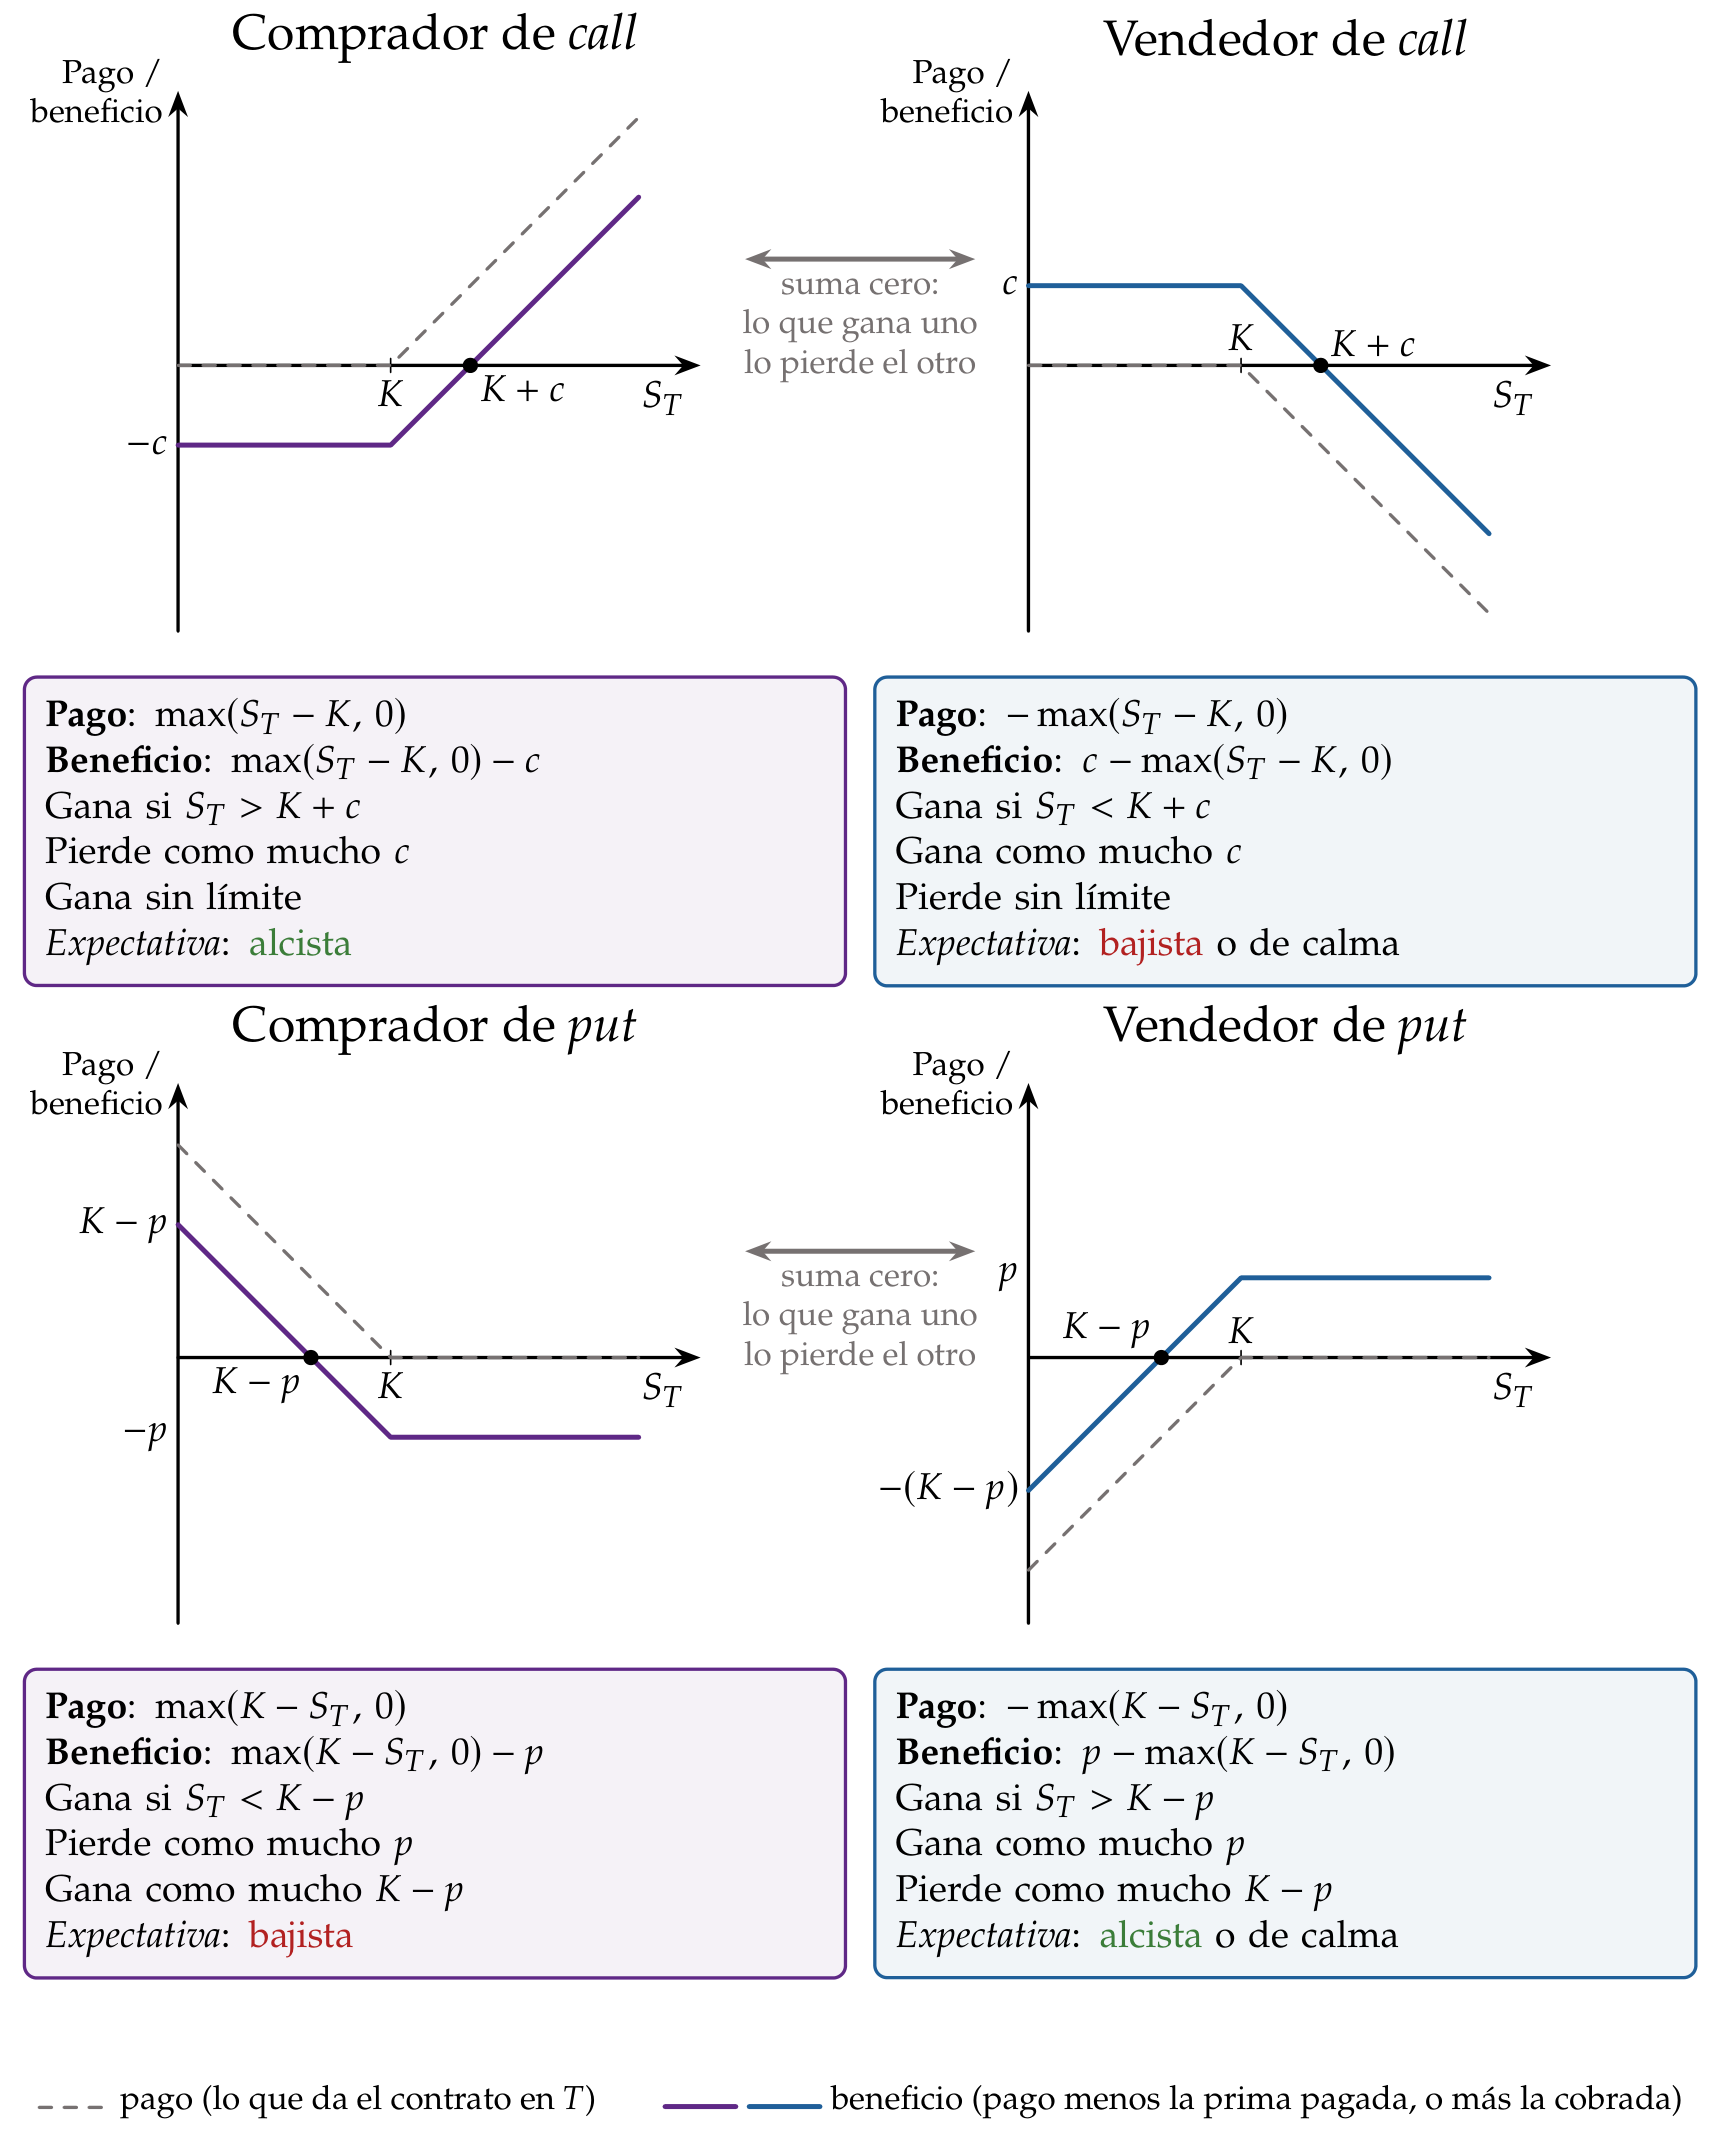 Comprador de call
Pago /
beneficio
K
K + c
S_T
−c
suma cero:
lo que gana uno
lo pierde el otro
Vendedor de call
Pago /
beneficio
c
K
K + c
S_T
Pago: max(S_T − K, 0)
Beneficio: max(S_T − K, 0) − c
Gana si S_T > K + c
Pierde como mucho c
Gana sin límite
Expectativa: alcista
Pago: − max(S_T − K, 0)
Beneficio: c − max(S_T − K, 0)
Gana si S_T < K + c
Gana como mucho c
Pierde sin límite
Expectativa: bajista o de calma
Comprador de put
Pago /
beneficio
K − p
K − p
K
S_T
−p
suma cero:
lo que gana uno
lo pierde el otro
Vendedor de put
Pago /
beneficio
p
K − p
K
S_T
−(K − p)
Pago: max(K − S_T, 0)
Beneficio: max(K − S_T, 0) − p
Gana si S_T < K − p
Pierde como mucho p
Gana como mucho K − p
Expectativa: bajista
Pago: − max(K − S_T, 0)
Beneficio: p − max(K − S_T, 0)
Gana si S_T > K − p
Gana como mucho p
Pierde como mucho K − p
Expectativa: alcista o de calma
pago (lo que da el contrato en T)
beneficio (pago menos la prima pagada, o más la cobrada)